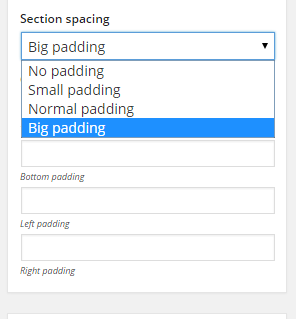 Section spacing
Big padding
No padding
Small padding
Normal padding
Big padding
Bottom padding
Left padding
Right padding